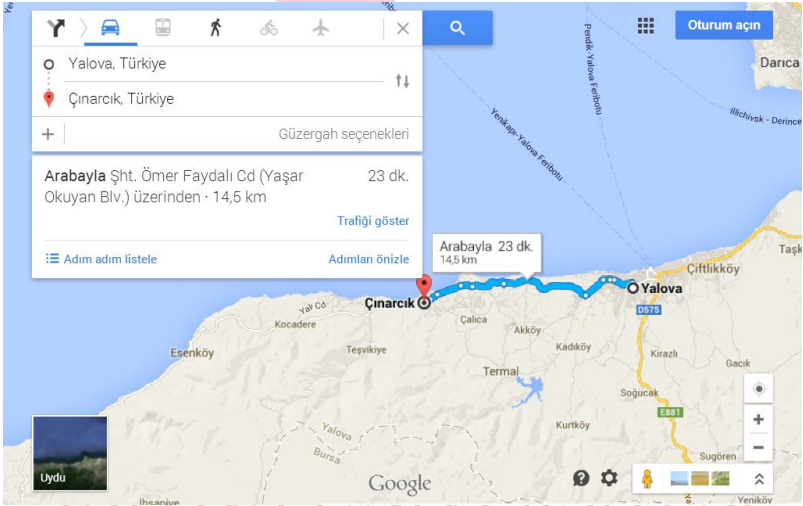 Oturum açın
Yalova, Türkiye
Çınarcık, Türkiye
Güzergah seçenekleri
Arabayla Şht. Ömer Faydalı Cd (Yaşar
23 dk.
Okuyan Blv.) üzerinden · 14,5 km
Trafiği göster
Adım adım listele
Adımları önizle
Pendik-Yalova Feribotu
Yenikapı-Yalova Feribotu
Darıca
Illichivsk - Derince
Arabayla 23 dk.
14,5 km
Taşk
Çiftlikköy
Yalova
D575
Çınarcık
Yalı Cd
Kocadere
Çalıca
Akköy
Esenköy
Teşvikiye
Kadıköy
Kirazlı
Termal
Gacık
Soğucak
E881
Kurtköy
Yalova
Bursa
Sugören
Uydu
Google
İhsaniye
Yeniköy